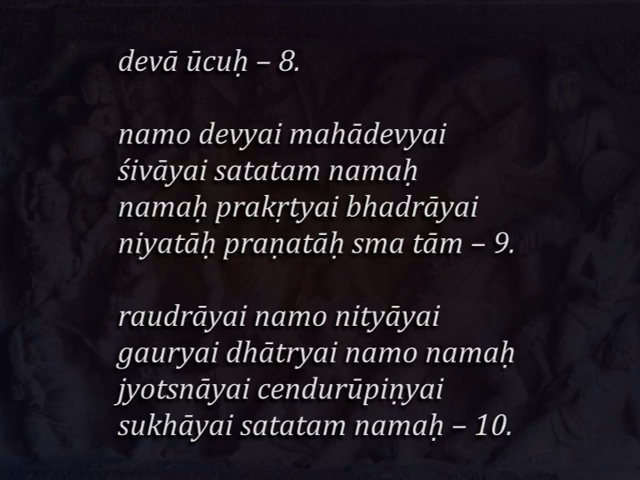 devā ūcuḥ – 8.
namo devyai mahādevyai
śivāyai satatam namaḥ
namaḥ prakṛtyai bhadrāyai
niyatāḥ praṇatāḥ sma tām – 9.
raudrāyai namo nityāyai
gauryai dhātryai namo namaḥ
jyotsnāyai cendurūpiṇyai
sukhāyai satatam namaḥ – 10.